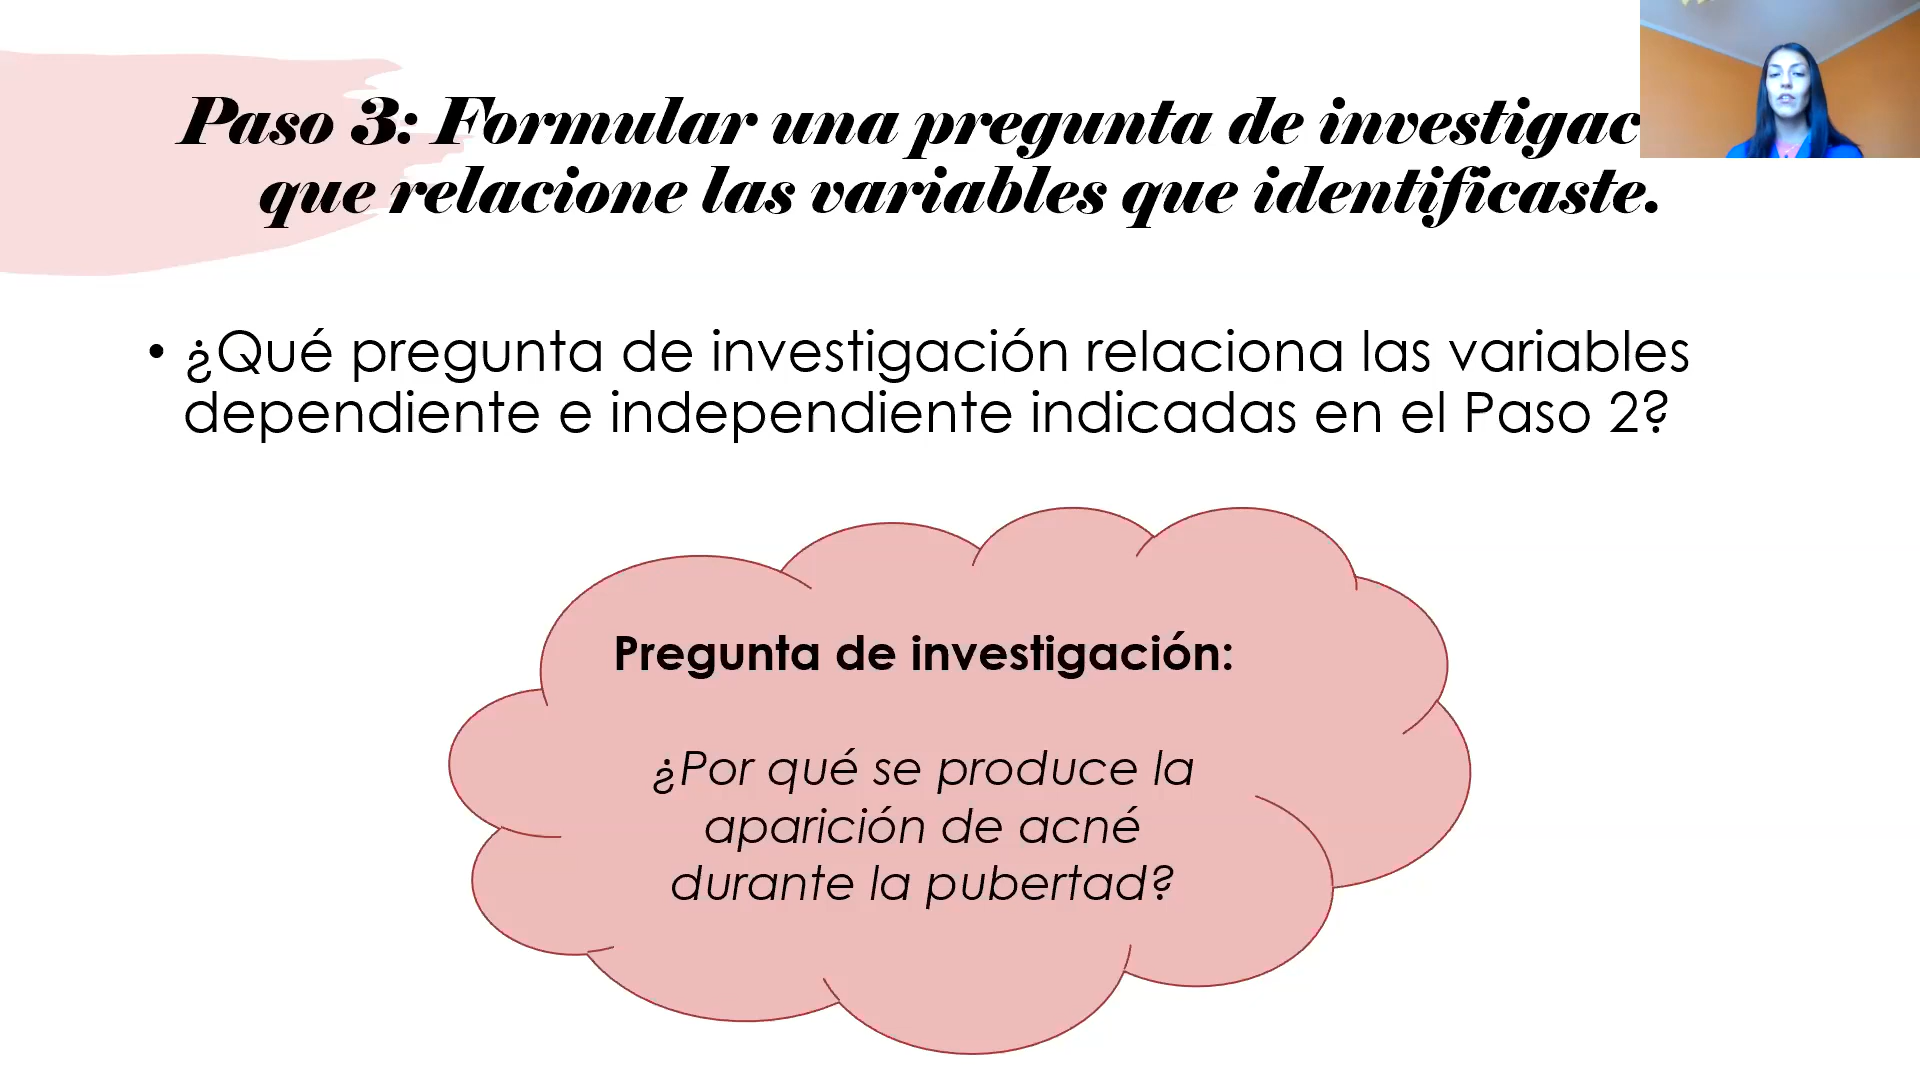 Paso 3: Formular una pregunta de investigac
que relacione las variables que identificaste.
• ¿Qué pregunta de investigación relaciona las variables
dependiente e independiente indicadas en el Paso 2?
Pregunta de investigación:
¿Por qué se produce la
aparición de acné
durante la pubertad?